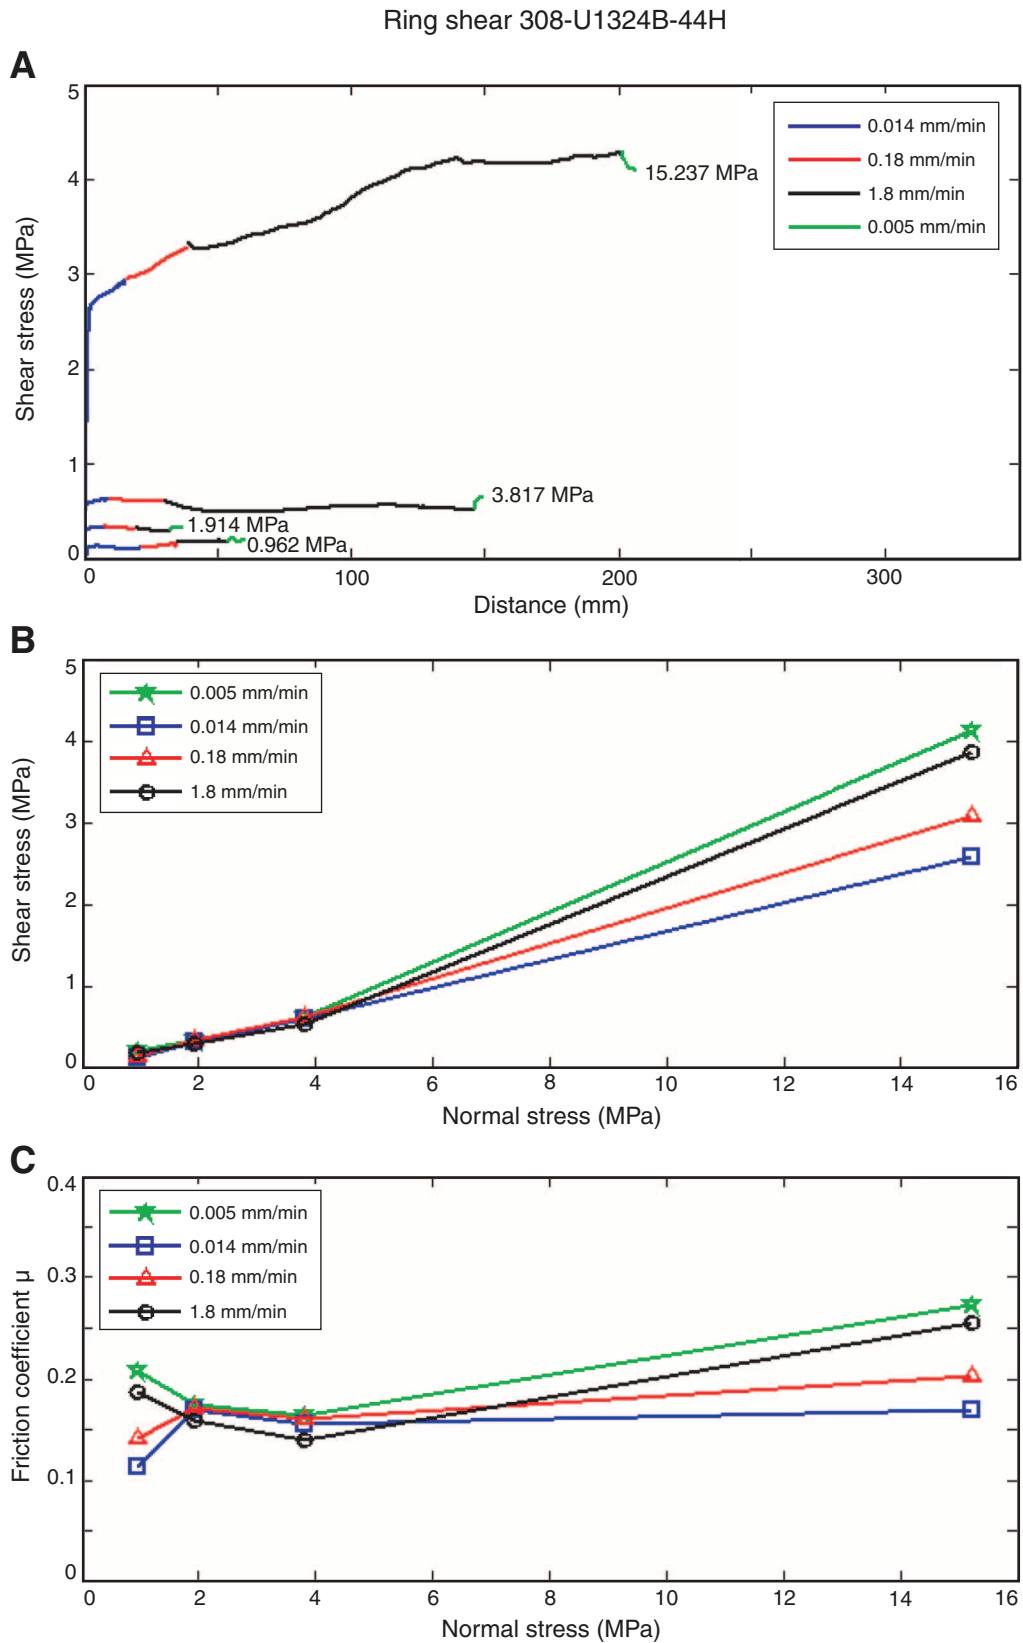 Ring shear 308-U1324B-44H
A
5
4
3
2
1
0
Shear stress (MPa)
0.014 mm/min
0.18 mm/min
1.8 mm/min
0.005 mm/min
15.237 MPa
3.817 MPa
1.914 MPa
0.962 MPa
0 100 200 300
Distance (mm)
B
5
4
3
2
1
0
Shear stress (MPa)
0.005 mm/min
0.014 mm/min
0.18 mm/min
1.8 mm/min
0 2 4 6 8 10 12 14 16
Normal stress (MPa)
C
0.4
0.3
0.2
0.1
0
Friction coefficient µ
0.005 mm/min
0.014 mm/min
0.18 mm/min
1.8 mm/min
0 2 4 6 8 10 12 14 16
Normal stress (MPa)